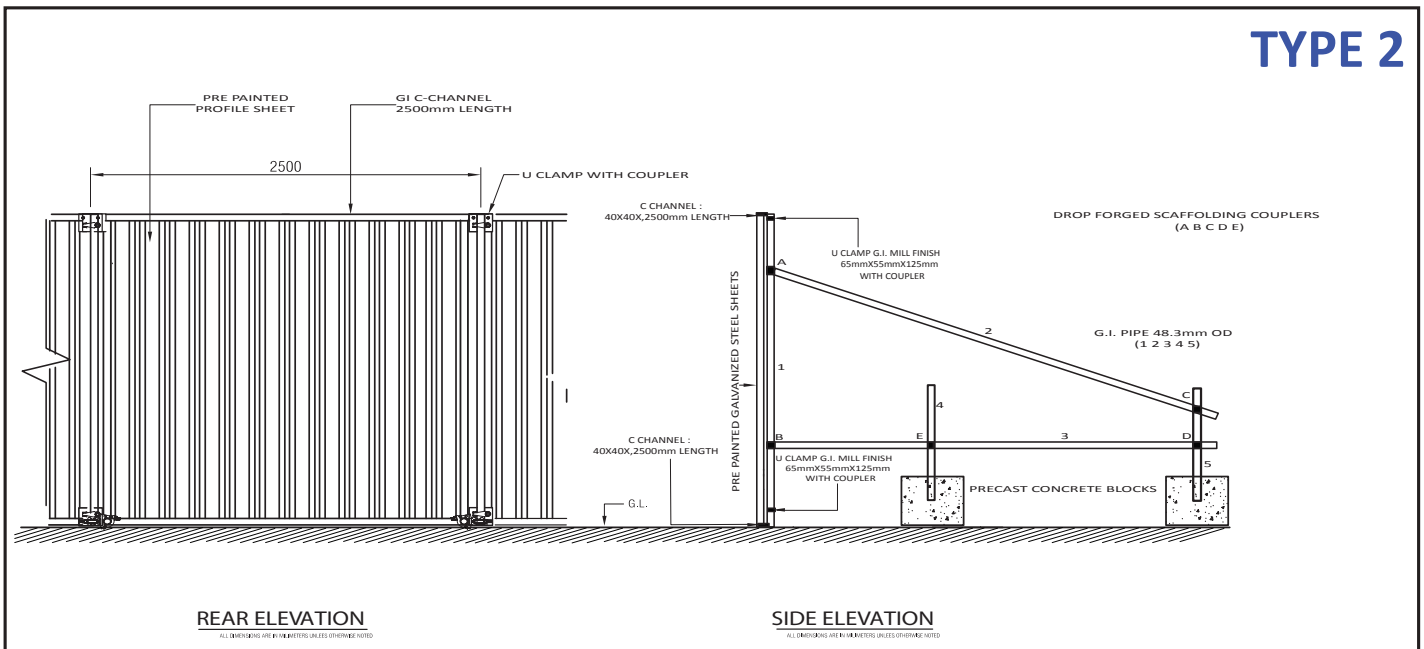 TYPE 2
PRE PAINTED
PROFILE SHEET
GI C-CHANNEL
2500mm LENGTH
2500
U CLAMP WITH COUPLER
C CHANNEL :
40X40X,2500mm LENGTH
DROP FORGED SCAFFOLDING COUPLERS
(A B C D E)
U CLAMP G.I. MILL FINISH
65mmX55mmX125mm
WITH COUPLER
A
PRE PAINTED GALVANIZED STEEL SHEETS
2
G.I. PIPE 48.3mm OD
(1 2 3 4 5)
1
C
4
C CHANNEL :
40X40X,2500mm LENGTH
B
E
3
D
U CLAMP G.I. MILL FINISH
65mmX55mmX125mm
WITH COUPLER
5
PRECAST CONCRETE BLOCKS
G.L.
REAR ELEVATION
ALL DIMENSIONS ARE IN MILIMETERS UNLEES OTHERWISE NOTED
SIDE ELEVATION
ALL DIMENSIONS ARE IN MILIMETERS UNLEES OTHERWISE NOTED